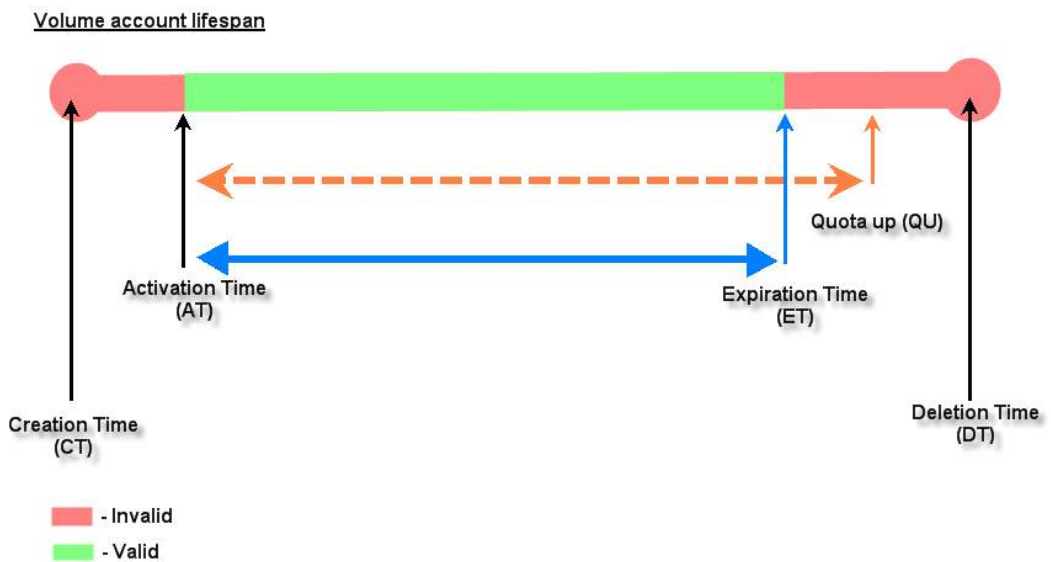 Volume account lifespan
Quota up (QU)
Activation Time
(AT)
Expiration Time
(ET)
Creation Time
(CT)
Deletion Time
(DT)
- Invalid
- Valid